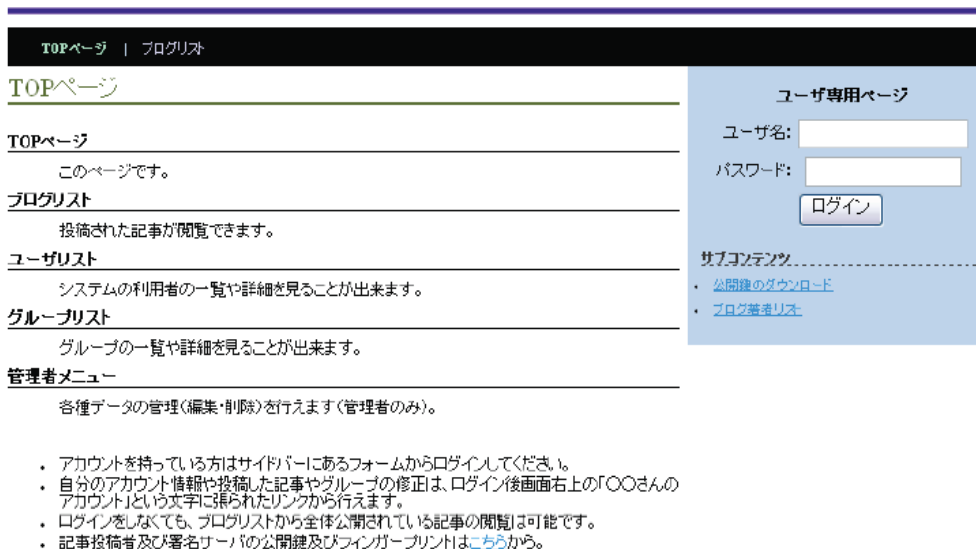 TOPページ | ブログリスト
TOPページ
TOPページ
このページです。
ブログリスト
投稿された記事が閲覧できます。
ユーザリスト
システムの利用者の一覧や詳細を見ることが出来ます。
グループリスト
グループの一覧や詳細を見ることが出来ます。
管理者メニュー
各種データの管理(編集・削除)を行えます(管理者のみ)。
・ アカウントを持っている方はサイドバーにあるフォームからログインしてください。
・ 自分のアカウント情報や投稿した記事やグループの修正は、ログイン後画面右上の「〇〇さんの
アカウント」という文字に張られたリンクから行えます。
・ ログインをしなくても、ブログリストから全体公開されている記事の閲覧は可能です。
・ 記事投稿者及び署名サーバの公開鍵及びフィンガープリントはこちらから。
ユーザ専用ページ
ユーザ名:
パスワード:
ログイン
サブコンテンツ
・ 公開鍵のダウンロード
・ ブログ著者リスト